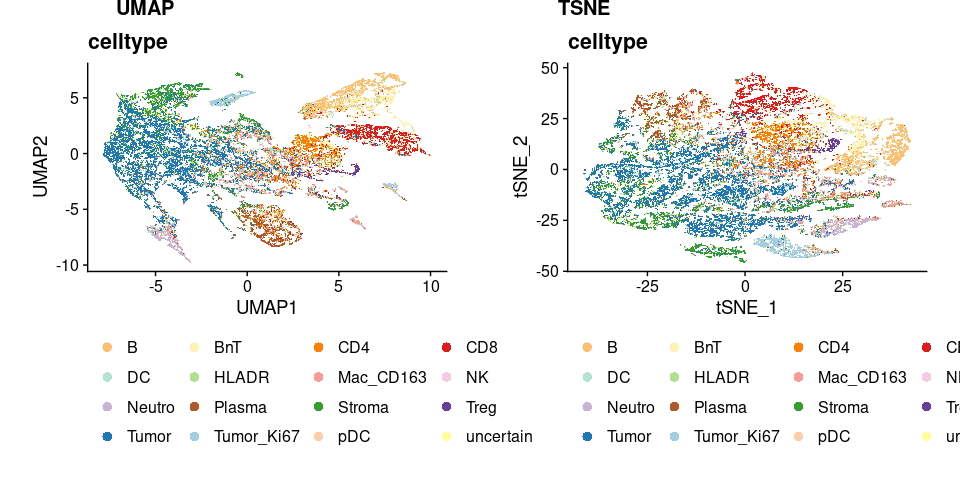 UMAP
celltype
5
0
-5
-10
UMAP2
-5
0
5
10
UMAP1
B BnT CD4 CD8
DC HLADR Mac_CD163 NK
Neutro Plasma Stroma Treg
Tumor Tumor_Ki67 pDC uncertain
TSNE
celltype
50
25
0
-25
-50
tSNE_2
-25
0
25
tSNE_1
B BnT CD4
DC HLADR Mac_CD163
Neutro Plasma Stroma
Tumor Tumor_Ki67 pDC